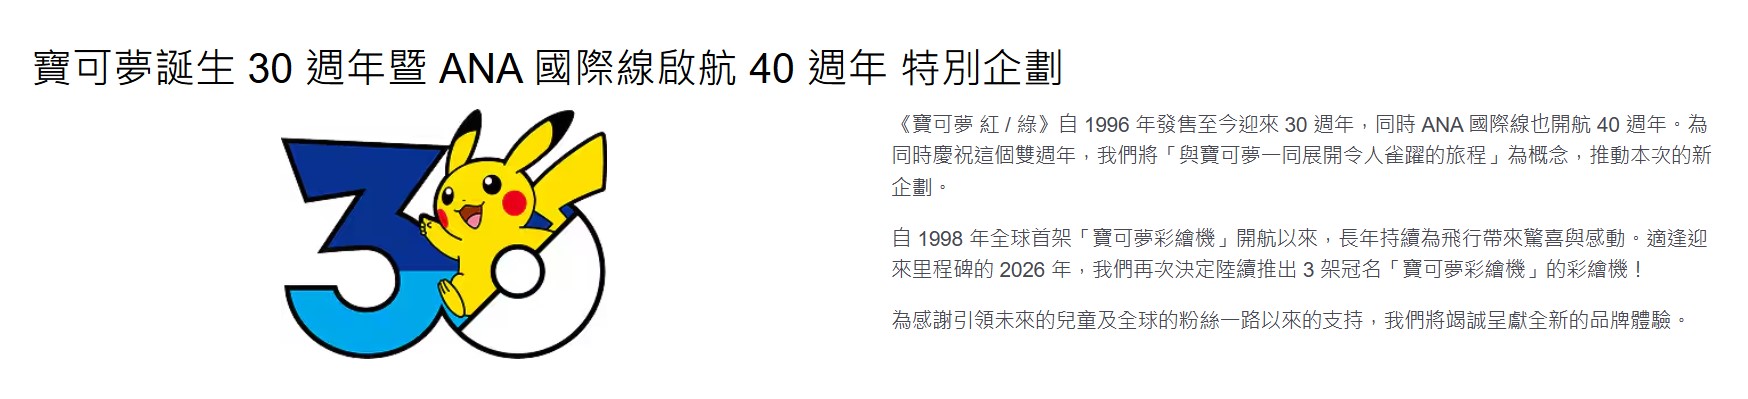 寶可夢誕生 30 週年暨 ANA 國際線啟航 40 週年 特別企劃
30
《寶可夢 紅 / 綠》自 1996 年發售至今迎來 30 週年，同時 ANA 國際線也開航 40 週年。為
同時慶祝這個雙週年，我們將「與寶可夢一同展開令人雀躍的旅程」為概念，推動本次的新
企劃。
自 1998 年全球首架「寶可夢彩繪機」開航以來，長年持續為飛行帶來驚喜與感動。適逢迎
來里程碑的 2026 年，我們再次決定陸續推出 3 架冠名「寶可夢彩繪機」的彩繪機！
為感謝引領未來的兒童及全球的粉絲一路以來的支持，我們將竭誠呈獻全新的品牌體驗。